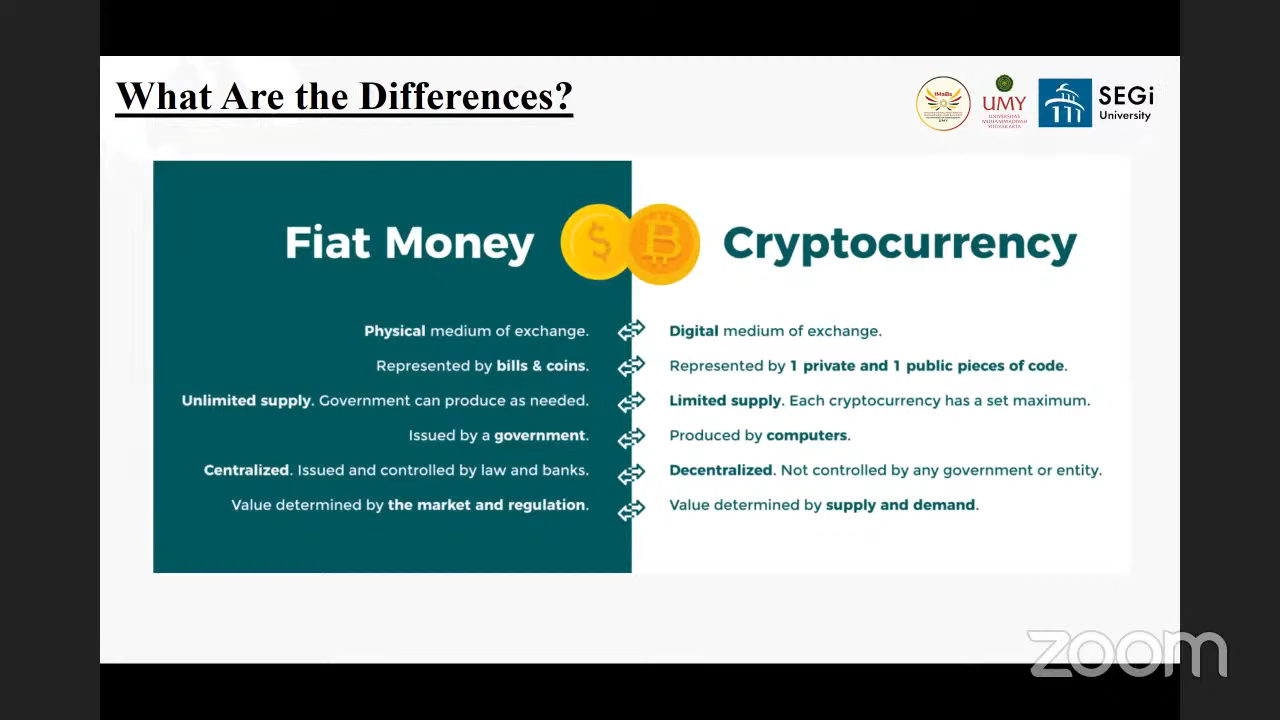 What Are the Differences?
IMaBs
UMY
UNIVERSITAS
MUHAMMADIYAH
YOGYAKARTA
SEGi
University
Fiat Money
Cryptocurrency
Physical medium of exchange.
Digital medium of exchange.
Represented by bills & coins.
Represented by 1 private and 1 public pieces of code.
Unlimited supply. Government can produce as needed.
Limited supply. Each cryptocurrency has a set maximum.
Issued by a government.
Produced by computers.
Centralized. Issued and controlled by law and banks.
Decentralized. Not controlled by any government or entity.
Value determined by the market and regulation.
Value determined by supply and demand.
zoom